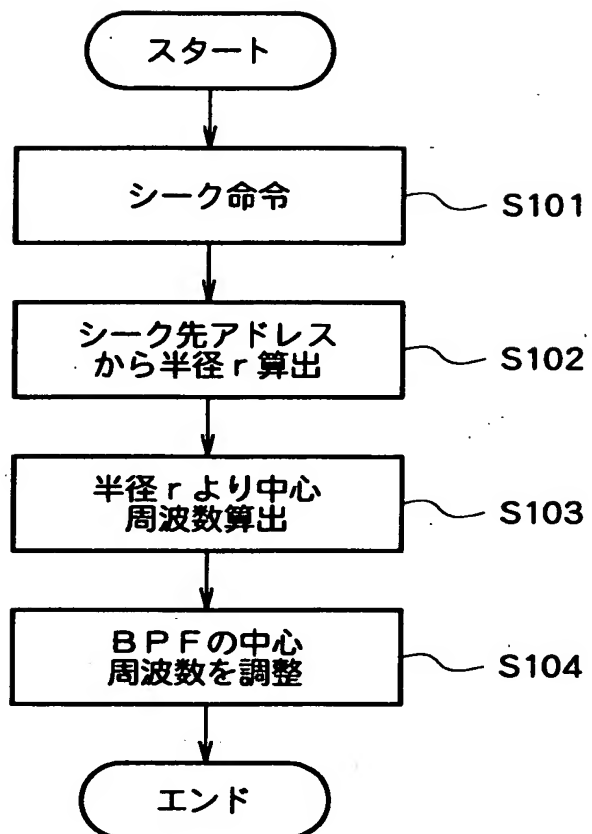 スタート
シーク命令
S101
シーク先アドレス
から半径r算出
S102
半径rより中心
周波数算出
S103
BPFの中心
周波数を調整
S104
エンド